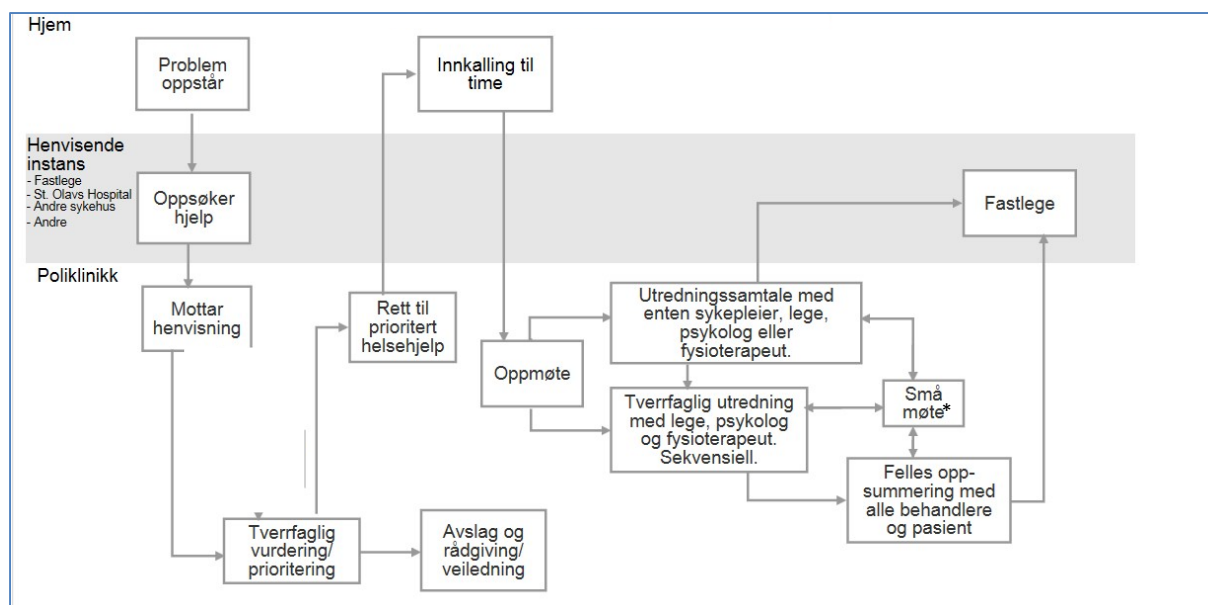 Hjem
Problem
oppstår
Innkalling til
time
Henvisende
instans
- Fastlege
- St. Olavs Hospital
- Andre sykehus
- Andre
Oppsøker
hjelp
Fastlege
Poliklinikk
Mottar
henvisning
Rett til
prioritert
helsehjelp
Oppmøte
Utredningssamtale med
enten sykepleier, lege,
psykolog eller
fysioterapeut.
Tverrfaglig utredning
med lege, psykolog
og fysioterapeut.
Sekvensiell.
Små
møte*
Felles opp-
summering med
alle behandlere
og pasient
Tverrfaglig
vurdering/
prioritering
Avslag og
rådgiving/
veiledning